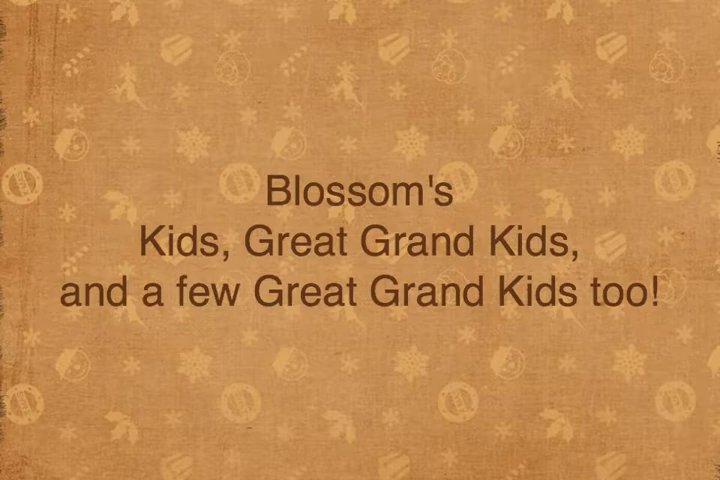 Blossom's
Kids, Great Grand Kids,
and a few Great Grand Kids too!